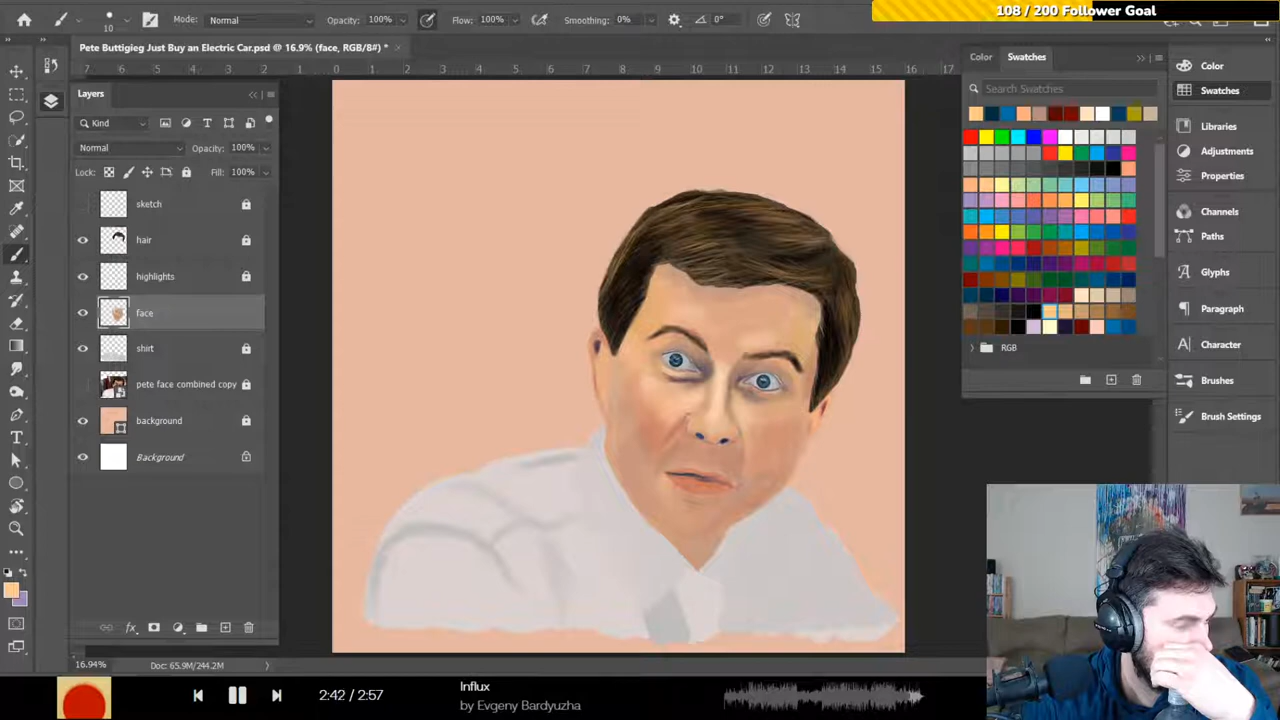 Mode: Normal Opacity: 100% Flow: 100% Smoothing: 0% 0°
10
108 / 200 Follower Goal
Pete Buttigieg Just Buy an Electric Car.psd @ 16.9% (face, RGB/8#) *
7 6 5 4 3 2 1 0 1 2 3 4 5 6 7 8 9 10 11 12 13 14 15 16 17
Layers
Kind
Normal Opacity: 100%
Lock: Fill: 100%
sketch
hair
highlights
face
shirt
pete face combined copy
background
Background
fx
16.94% Doc: 65.9M/244.2M
Color Swatches
Search Swatches
RGB
Color
Swatches
Libraries
Adjustments
Properties
Channels
Paths
Glyphs
Paragraph
Character
Brushes
Brush Settings
2:42 / 2:57
Influx
by Evgeny Bardyuzha